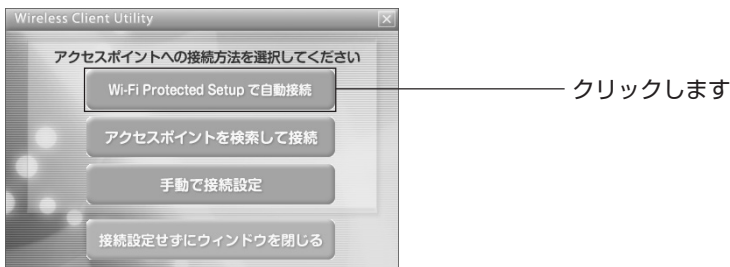 Wireless Client Utility
アクセスポイントへの接続方法を選択してください
Wi-Fi Protected Setup で自動接続
クリックします
アクセスポイントを検索して接続
手動で接続設定
接続設定せずにウィンドウを閉じる